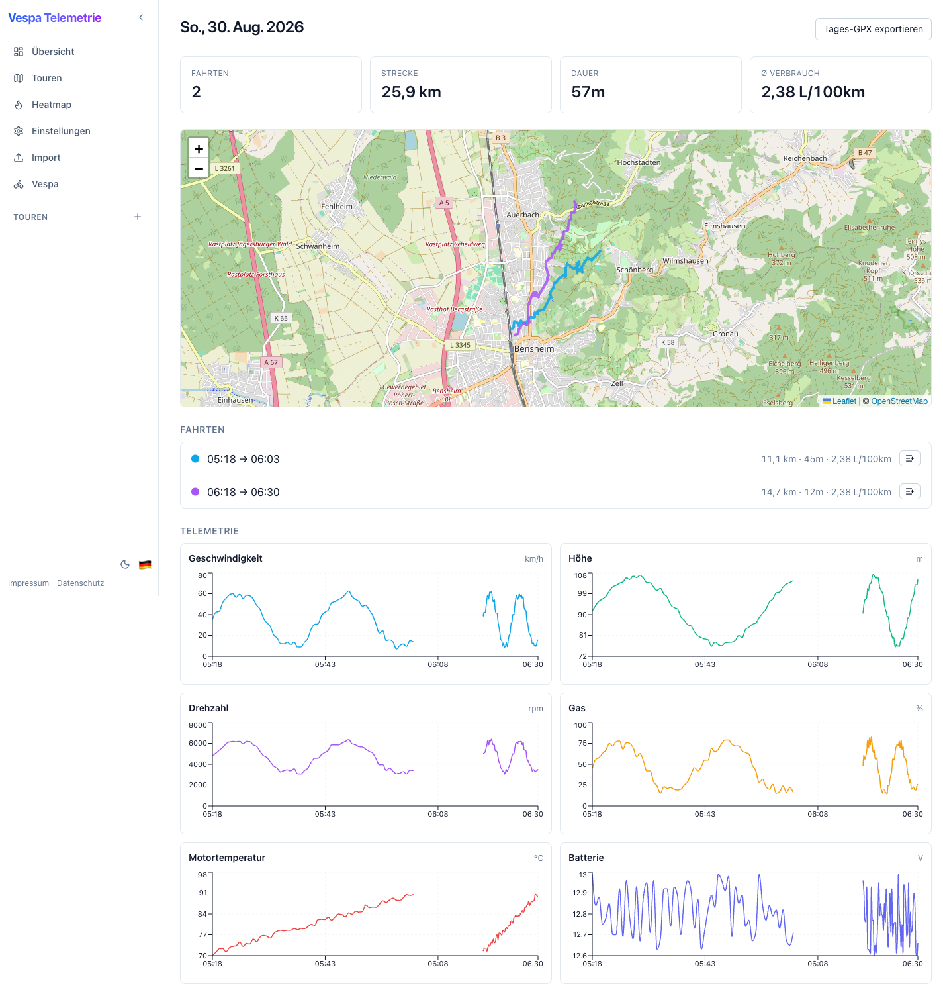 Vespa Telemetrie
Übersicht
Touren
Heatmap
Einstellungen
Import
Vespa
TOUREN
Impressum Datenschutz
So., 30. Aug. 2026
Tages-GPX exportieren
FAHRTEN
2
STRECKE
25,9 km
DAUER
57m
Ø VERBRAUCH
2,38 L/100km
+
−
L 3261
B 3
B 47
Niederwald
Hochstädten
Reichenbach
Fehlheim
A 5
Mühltalstraße
Auerbach
Elmshausen
Elisabethenruhe
Rastplatz Jägersburger Wald
Schwanheim
Rastplatz Scheidweg
Jennys
Höhe
508 m
Hohberg
372 m
Wilmshausen
Knodener
Kopf
511 m
Rastplatz Forsthaus
Schönberg
Knörschh
536 m
Rasthof Bergstraße
K 65
Gronau
317 m
L 3345
Bensheim
K 58
A 67
Eichelberg
396 m
Heiligenberg
496 m
Kesselberg
531 m
Zell
Gewerbegebiet
Robert-
Bosch-Straße
Bensheim
30
Einhausen
Eselsberg
Leaflet | © OpenStreetMap
FAHRTEN
05:18 → 06:03 11,1 km · 45m · 2,38 L/100km
06:18 → 06:30 14,7 km · 12m · 2,38 L/100km
TELEMETRIE
Geschwindigkeit km/h
80
60
40
20
0
05:18 05:43 06:08 06:30
Höhe m
108
99
90
81
72
05:18 05:43 06:08 06:30
Drehzahl rpm
8000
6000
4000
2000
0
05:18 05:43 06:08 06:30
Gas %
100
75
50
25
0
05:18 05:43 06:08 06:30
Motortemperatur °C
98
91
84
77
70
05:18 05:43 06:08 06:30
Batterie V
13
12.9
12.8
12.7
12.6
05:18 05:43 06:08 06:30